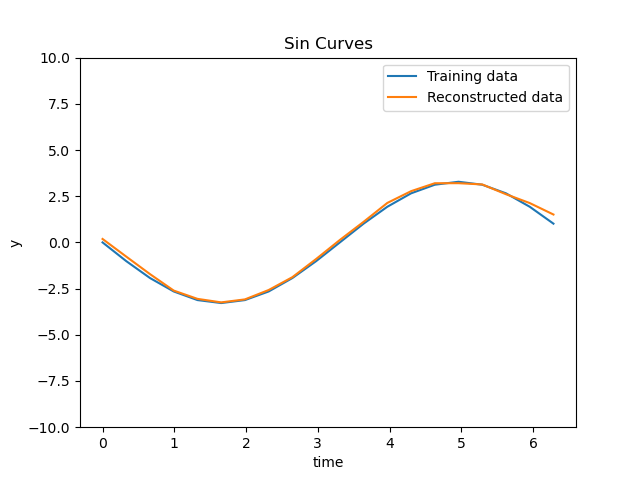 Sin Curves
Training data
Reconstructed data
10.0
7.5
5.0
2.5
0.0
−2.5
−5.0
−7.5
−10.0
y
0 1 2 3 4 5 6
time